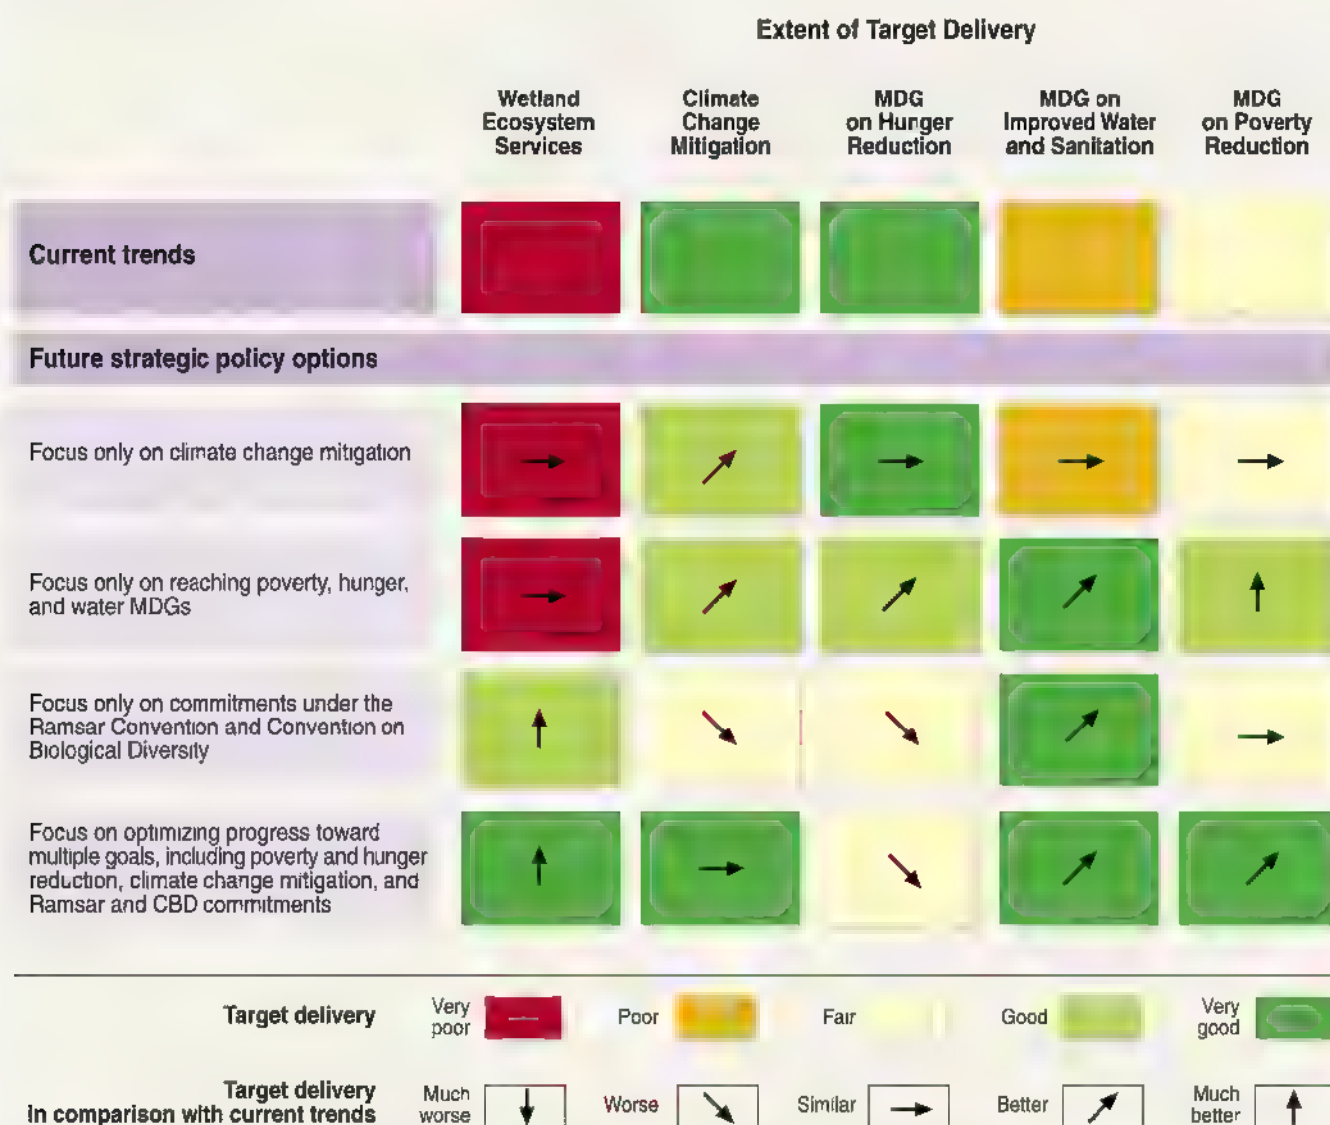 Extent of Target Delivery
Wetland
Ecosystem
Services
Climate
Change
Mitigation
MDG
on Hunger
Reduction
MDG on
Improved Water
and Sanitation
MDG
on Poverty
Reduction
Current trends
Future strategic policy options
Focus only on climate change mitigation
Focus only on reaching poverty, hunger,
and water MDGs
Focus only on commitments under the
Ramsar Convention and Convention on
Biological Diversity
Focus on optimizing progress toward
multiple goals, including poverty and hunger
reduction, climate change mitigation, and
Ramsar and CBD commitments
Target delivery
Very
poor
Poor
Fair
Good
Very
good
Target delivery
in comparison with current trends
Much
worse
Worse
Similar
Better
Much
better